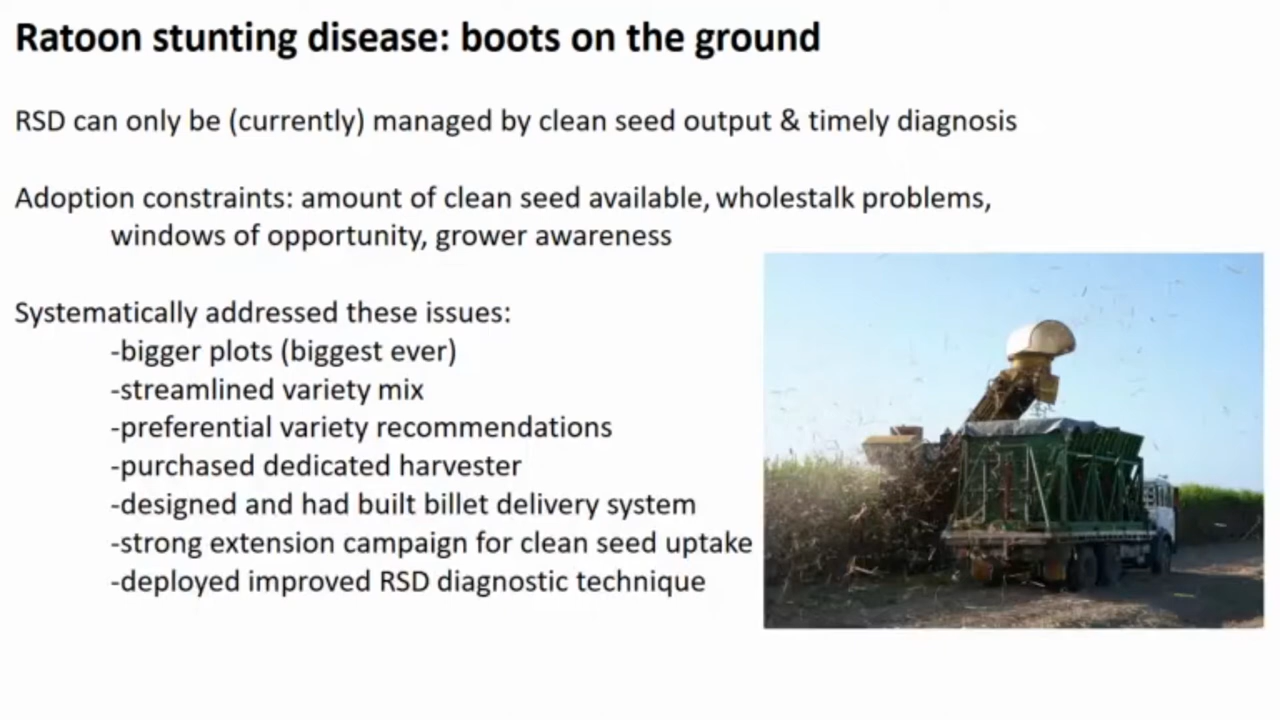 Ratoon stunting disease: boots on the ground
RSD can only be (currently) managed by clean seed output & timely diagnosis
Adoption constraints: amount of clean seed available, wholestalk problems,
windows of opportunity, grower awareness
Systematically addressed these issues:
-bigger plots (biggest ever)
-streamlined variety mix
-preferential variety recommendations
-purchased dedicated harvester
-designed and had built billet delivery system
-strong extension campaign for clean seed uptake
-deployed improved RSD diagnostic technique